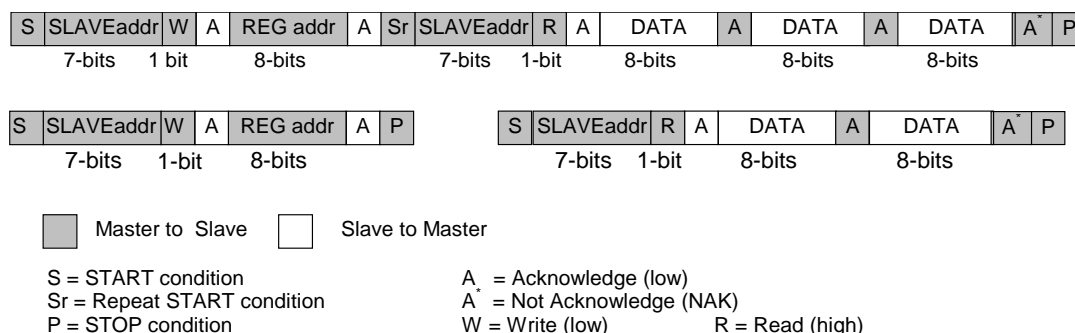 S SLAVEaddr W A REG addr A Sr SLAVEaddr R A DATA A DATA A DATA A* P
7-bits 1 bit 8-bits 7-bits 1-bit 8-bits 8-bits 8-bits
S SLAVEaddr W A REG addr A P S SLAVEaddr R A DATA A DATA A* P
7-bits 1-bit 8-bits 7-bits 1-bit 8-bits 8-bits
Master to Slave Slave to Master
S = START condition A = Acknowledge (low)
Sr = Repeat START condition A* = Not Acknowledge (NAK)
P = STOP condition W = Write (low) R = Read (high)